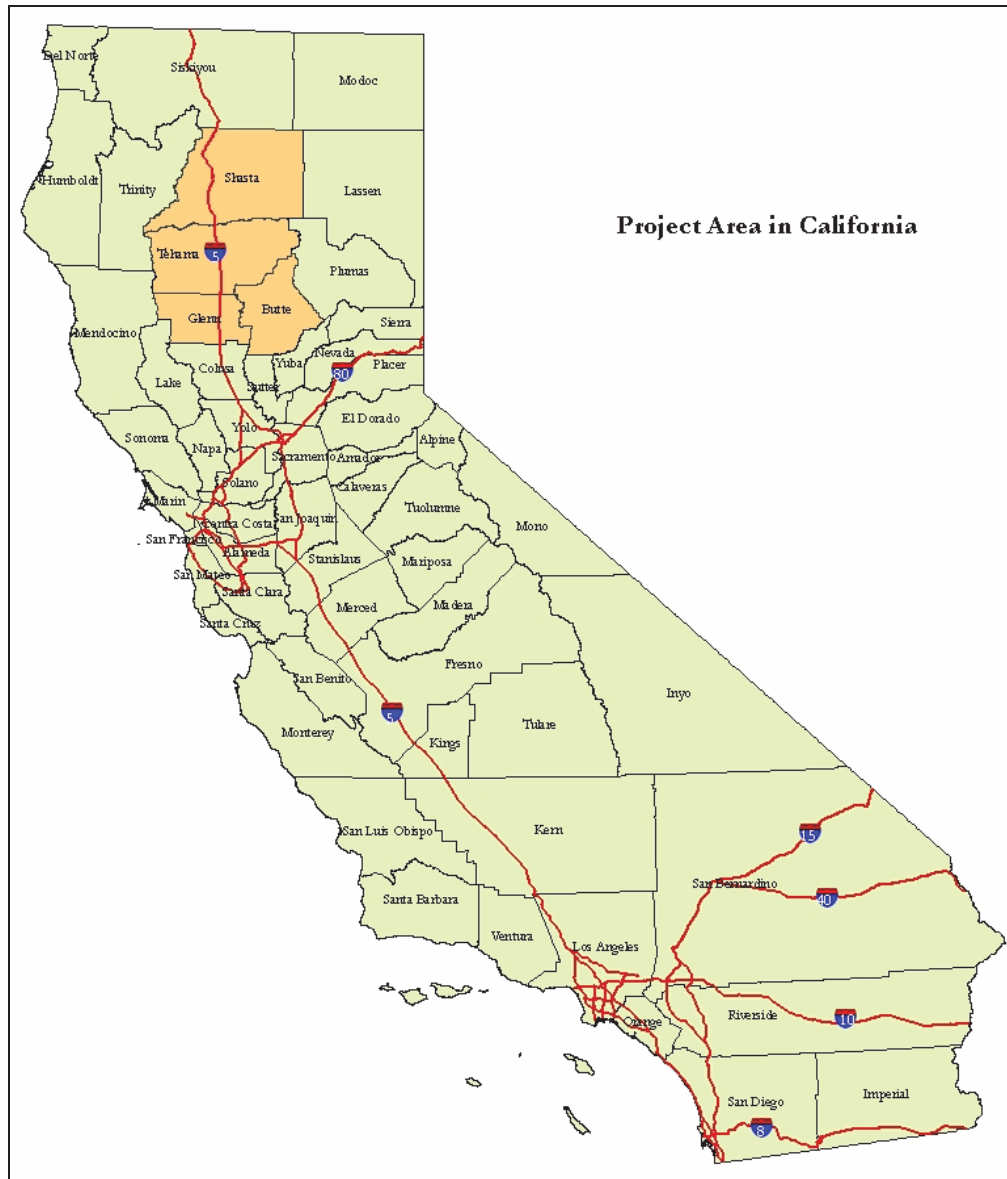 Del Norte
Siskiyou
Modoc
Humboldt
Trinity
Shasta
Lassen
Project Area in California
Tehama
5
Plumas
Mendocino
Glenn
Butte
Sierra
Lake
Colusa
Sutter
Yuba
Nevada
80
Placer
Sonoma
Napa
Yolo
El Dorado
Sacramento
Amador
Alpine
Marin
Solano
Calaveras
Tuolumne
Mono
Contra Costa
San Joaquin
San Francisco
Alameda
Stanislaus
Mariposa
San Mateo
Santa Clara
Merced
Madera
Santa Cruz
Fresno
San Benito
Inyo
Monterey
5
Kings
Tulare
San Luis Obispo
Kern
15
San Bernardino
40
Santa Barbara
Ventura
Los Angeles
Orange
Riverside
10
San Diego
Imperial
8